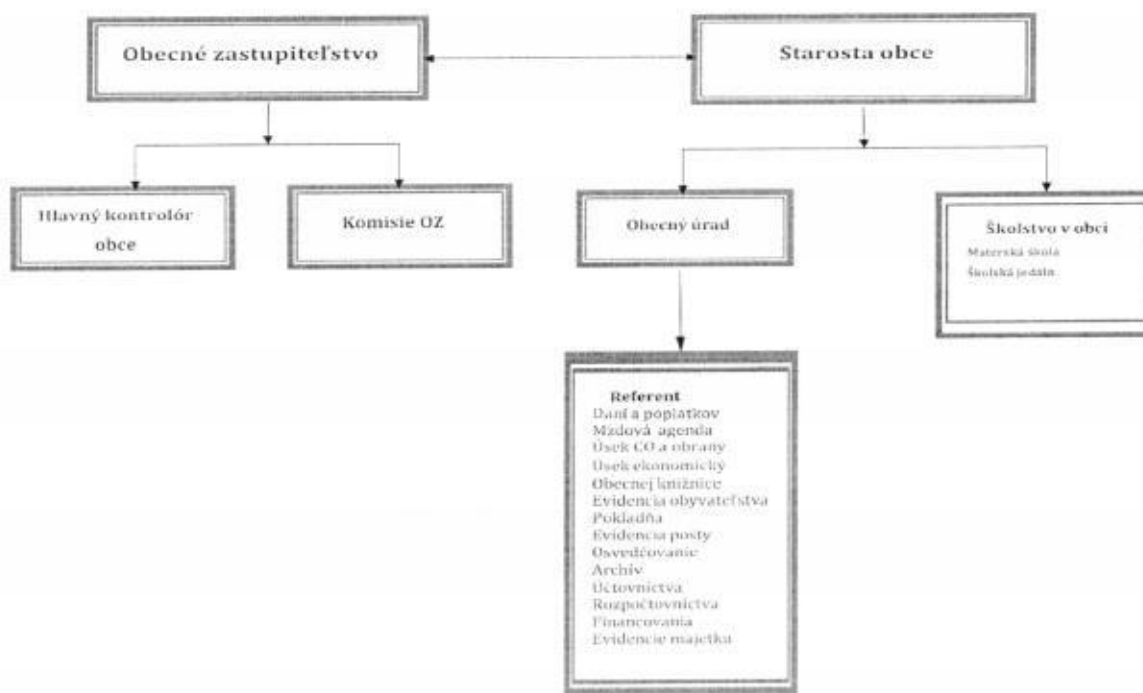 Obecné zastupiteľstvo
Starosta obce
Hlavný kontrolór
obce
Komisie OZ
Obecný úrad
Školstvo v obci
Materská škola
Školská jedáln
Referent
Daní a poplatkov
Mzdová agenda
Úsek CO a obrany
Úsek ekonomický
Obecnej knižnice
Evidencia obyvateľstva
Pokladňa
Evidencia pošty
Osvedčovanie
Archív
Účtovníctva
Rozpočtovníctva
Financovania
Evidencie majetku